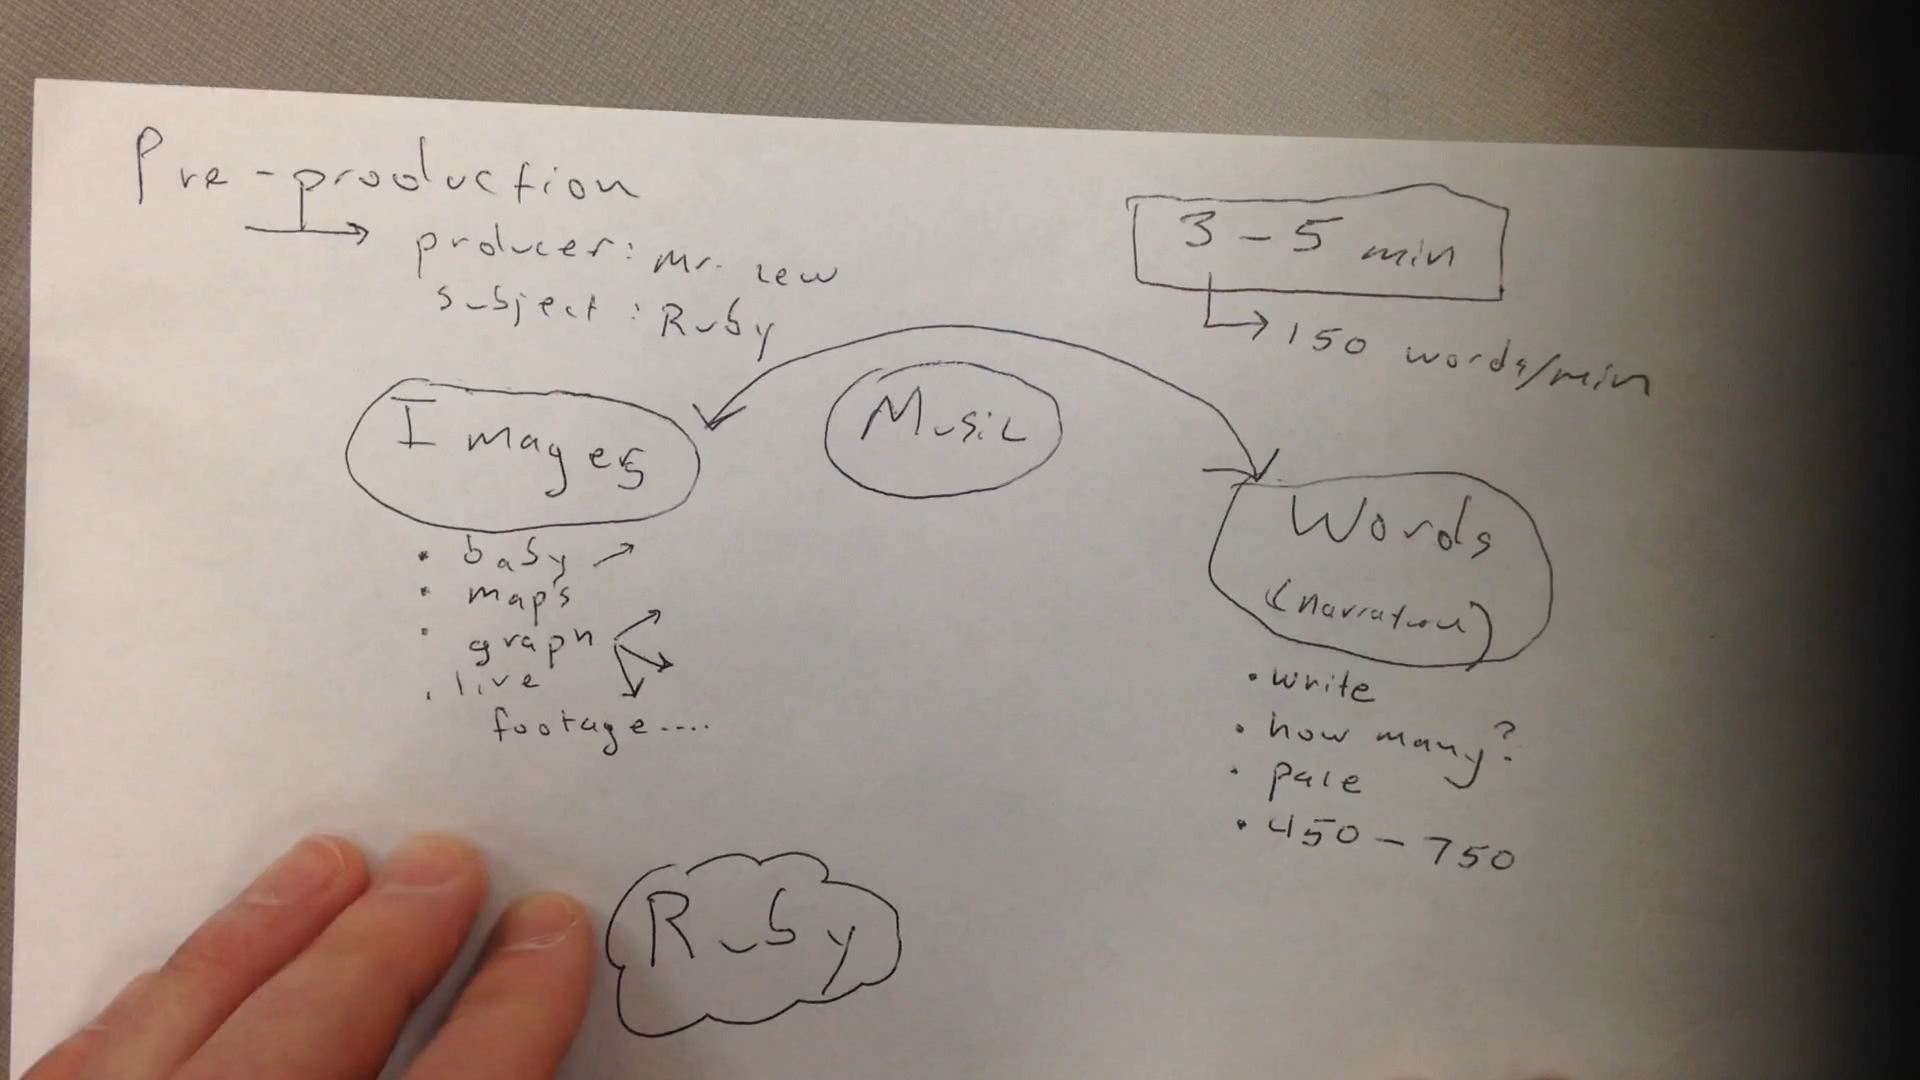 Pre-production
producer: Mr. Lew
subject: Ruby
3-5 min
150 words/min
Images
Music
Words
(narration)
• baby
• maps
• graph
• live
footage....
• write
• how many?
• pace
• 450-750
Ruby